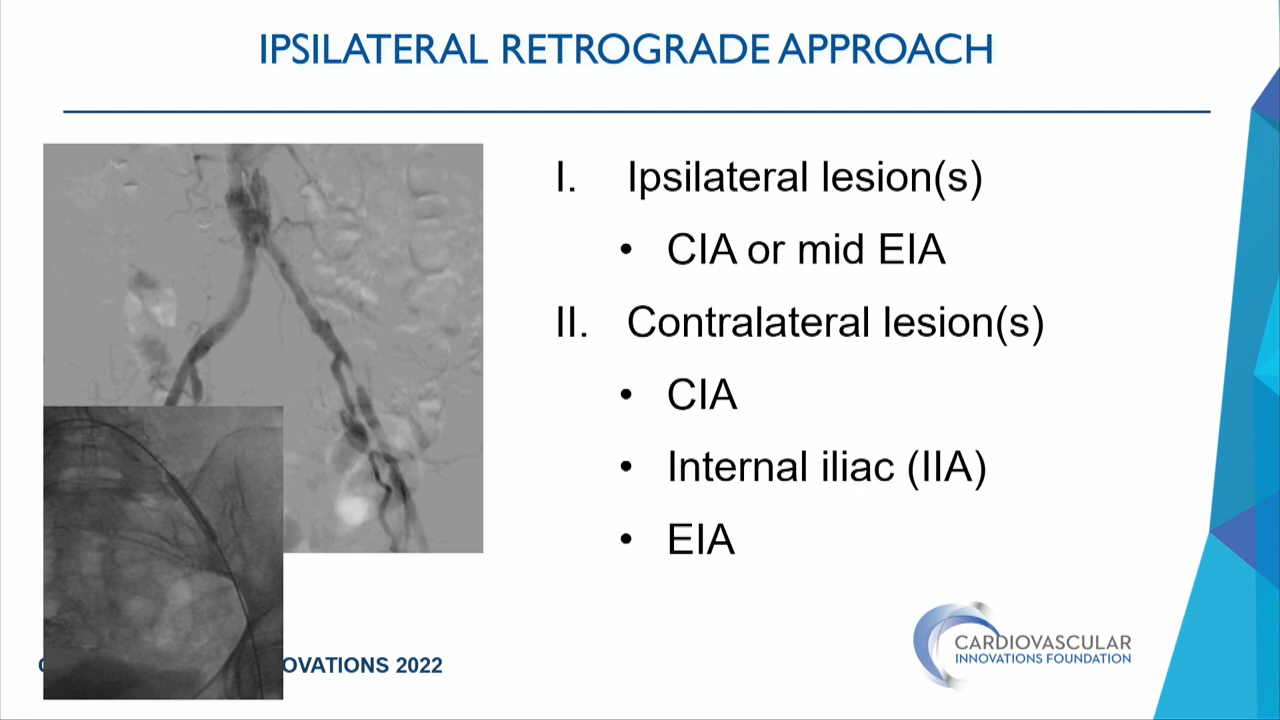 IPSILATERAL RETROGRADE APPROACH
I. Ipsilateral lesion(s)
• CIA or mid EIA
II. Contralateral lesion(s)
• CIA
• Internal iliac (IIA)
• EIA
CARDIOVASCULAR
INNOVATIONS FOUNDATION
OVATIONS 2022